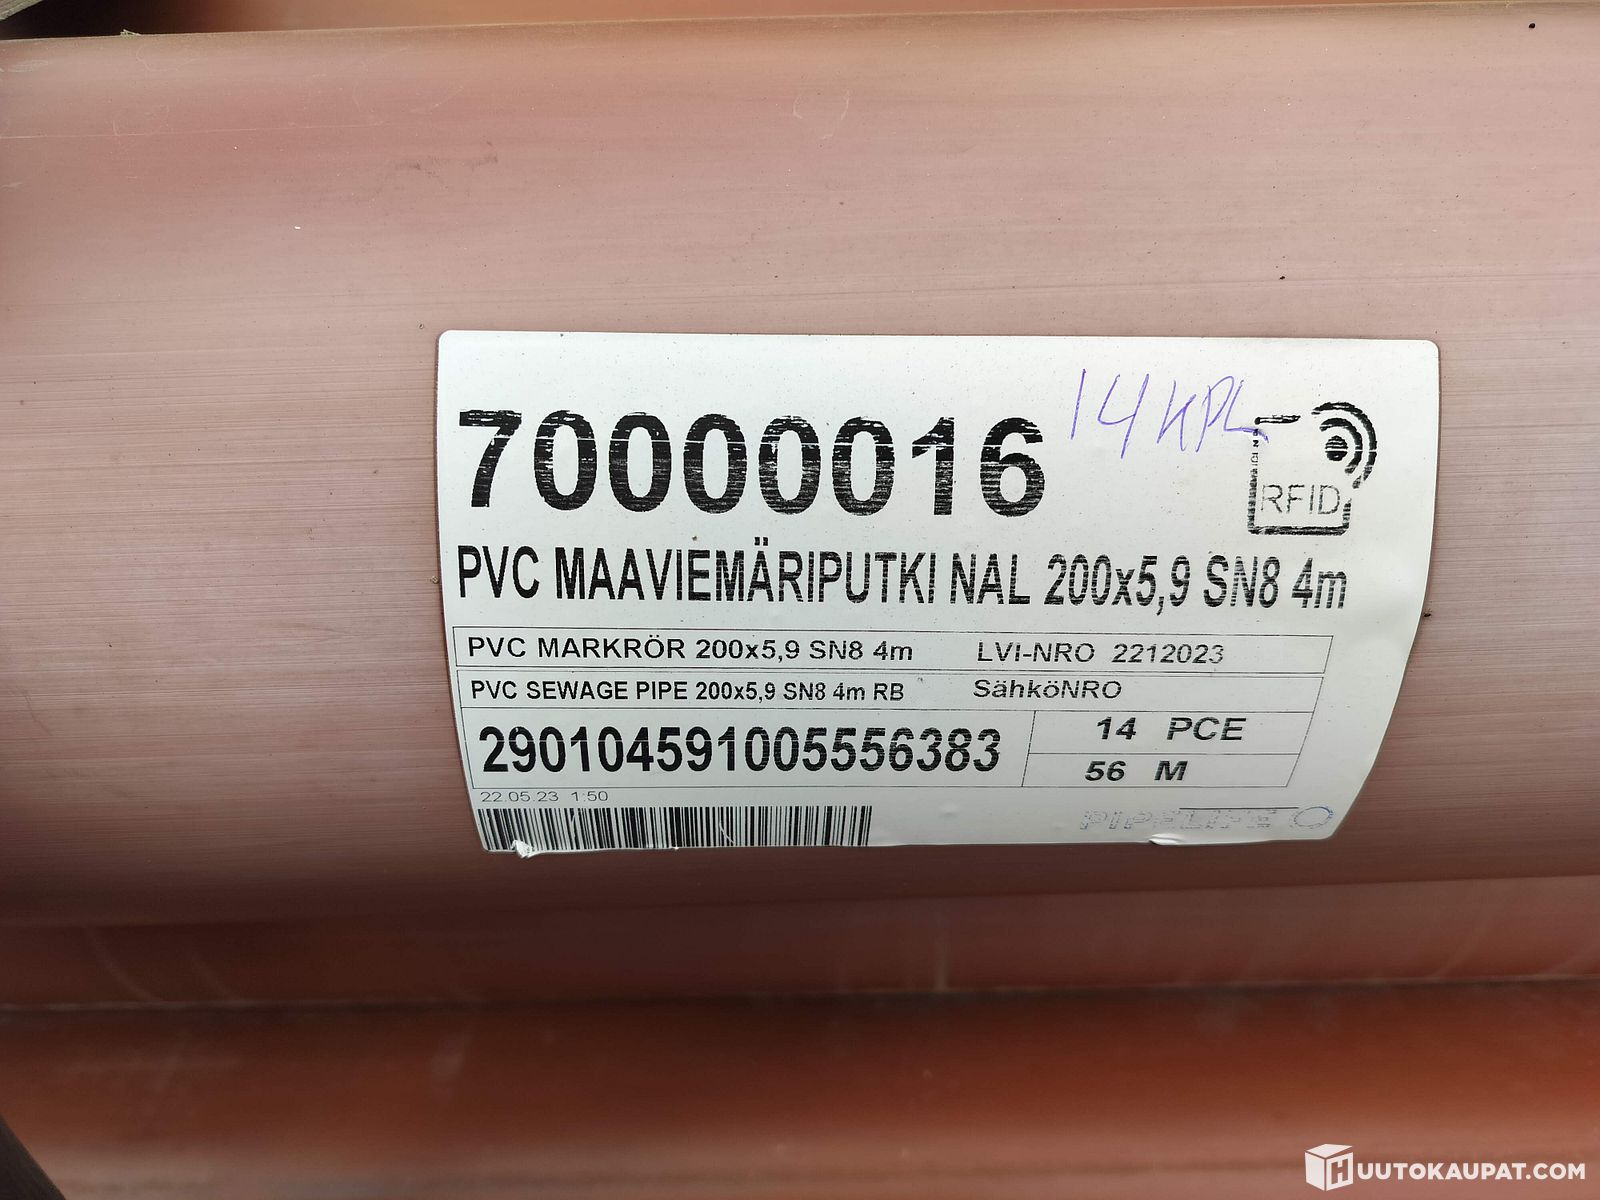 14 KPL
70000016
RFID
PVC MAAVIEMÄRIPUTKI NAL 200x5,9 SN8 4m
PVC MARKRÖR 200x5,9 SN8 4m LVI-NRO 2212023
PVC SEWAGE PIPE 200x5,9 SN8 4m RB SähköNRO
290104591005556383 14 PCE
56 M
22.05.23 1:50
PIPELIFE
HUUTOKAUPAT.COM